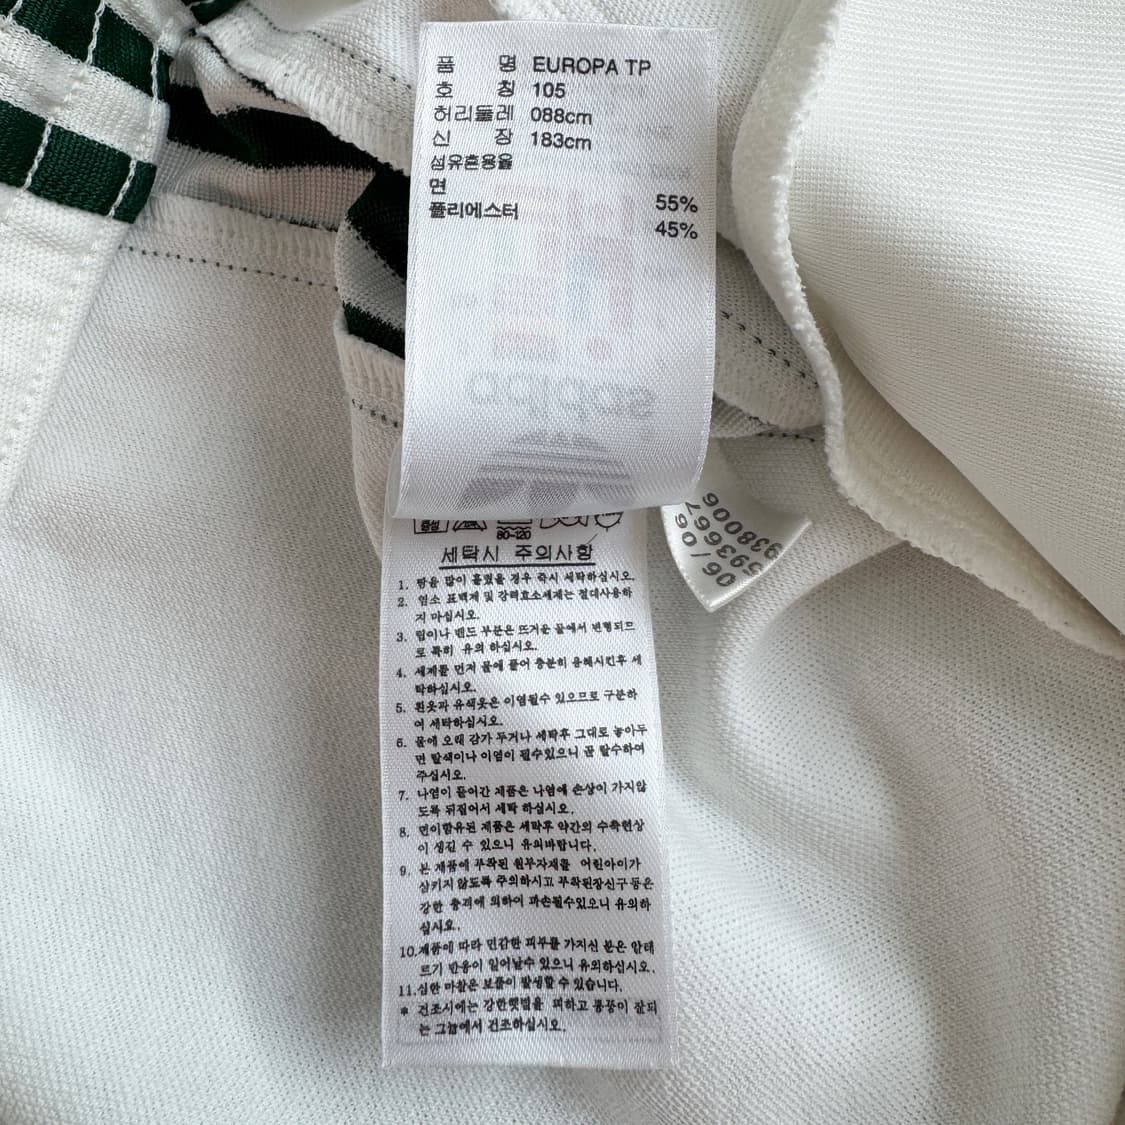 품 명 EUROPA TP
호 칭 105
허리둘레 088cm
신 장 183cm
섬유혼용율
면 55%
폴리에스터 45%
adidas
중성
80~120
세탁시 주의사항
1. 땀을 많이 흘렸을 경우 즉시 세탁하십시오.
2. 염소 표백제 및 강력효소세제는 절대사용하
지 마십시오.
3. 밑이나 밴드 부분은 뜨거운 물에서 변형되므
로 특히 유의 하십시오.
4. 세제를 먼저 물에 풀어 충분히 용해시킨후 세
탁하십시오.
5. 흰옷과 유색옷은 이염될수 있으므로 구분하
여 세탁하십시오.
6. 물에 오래 감가 두거나 세탁후 그대로 놓아두
면 탈색이나 이염이 될수있으니 곧 탈수하여
주십시오.
7. 나염이 들어간 제품은 나염에 손상이 가지않
도록 뒤집어서 세탁 하십시오.
8. 면이함유된 제품은 세탁후 약간의 수축현상
이 생길 수 있으니 유의바랍니다.
9. 본 제품에 부착된 원부자재를 어린아이가
삼키지않도록 주의하시고 부착된장신구등은
강한 충격에 의하여 파손될수있으니 유의하
십시요.
10.제품에 따라 민감한 피부를 가지신 분은 알레
르기 반응이 일어날수 있으니 유의하십시오.
11.심한 마찰은 보풀이 발생할 수 있습니다.
* 건조시에는 강한햇빛을 피하고 통풍이 잘되
는 그늘에서 건조하십시오.
06/06
593667
938006